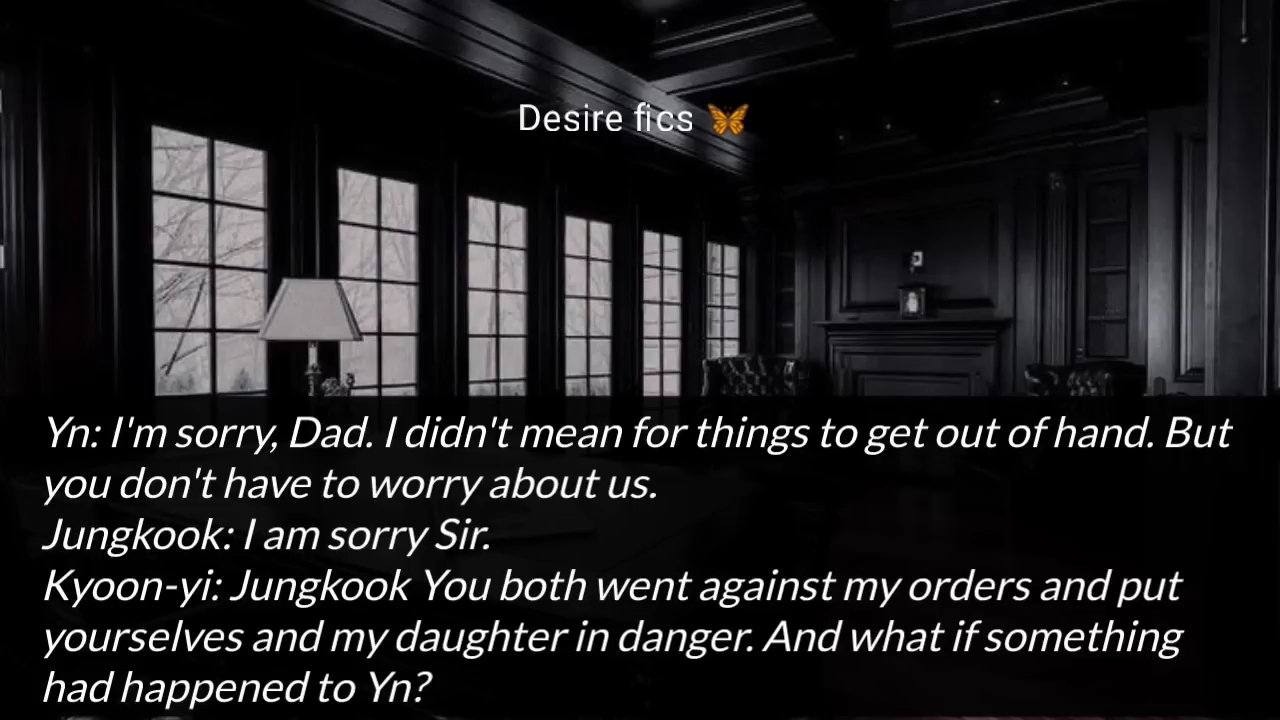 Desire fics 🦋
Yn: I'm sorry, Dad. I didn't mean for things to get out of hand. But
you don't have to worry about us.
Jungkook: I am sorry Sir.
Kyoon-yi: Jungkook You both went against my orders and put
yourselves and my daughter in danger. And what if something
had happened to Yn?